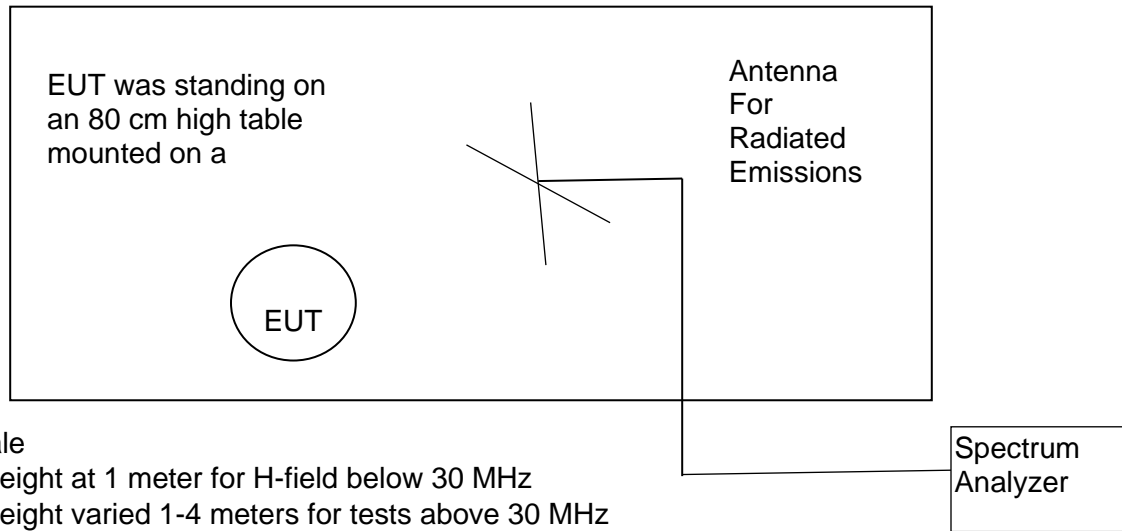 EUT was standing on
an 80 cm high table
mounted on a
Antenna
For
Radiated
Emissions
EUT
Spectrum
Analyzer
ale
eight at 1 meter for H-field below 30 MHz
eight varied 1-4 meters for tests above 30 MHz